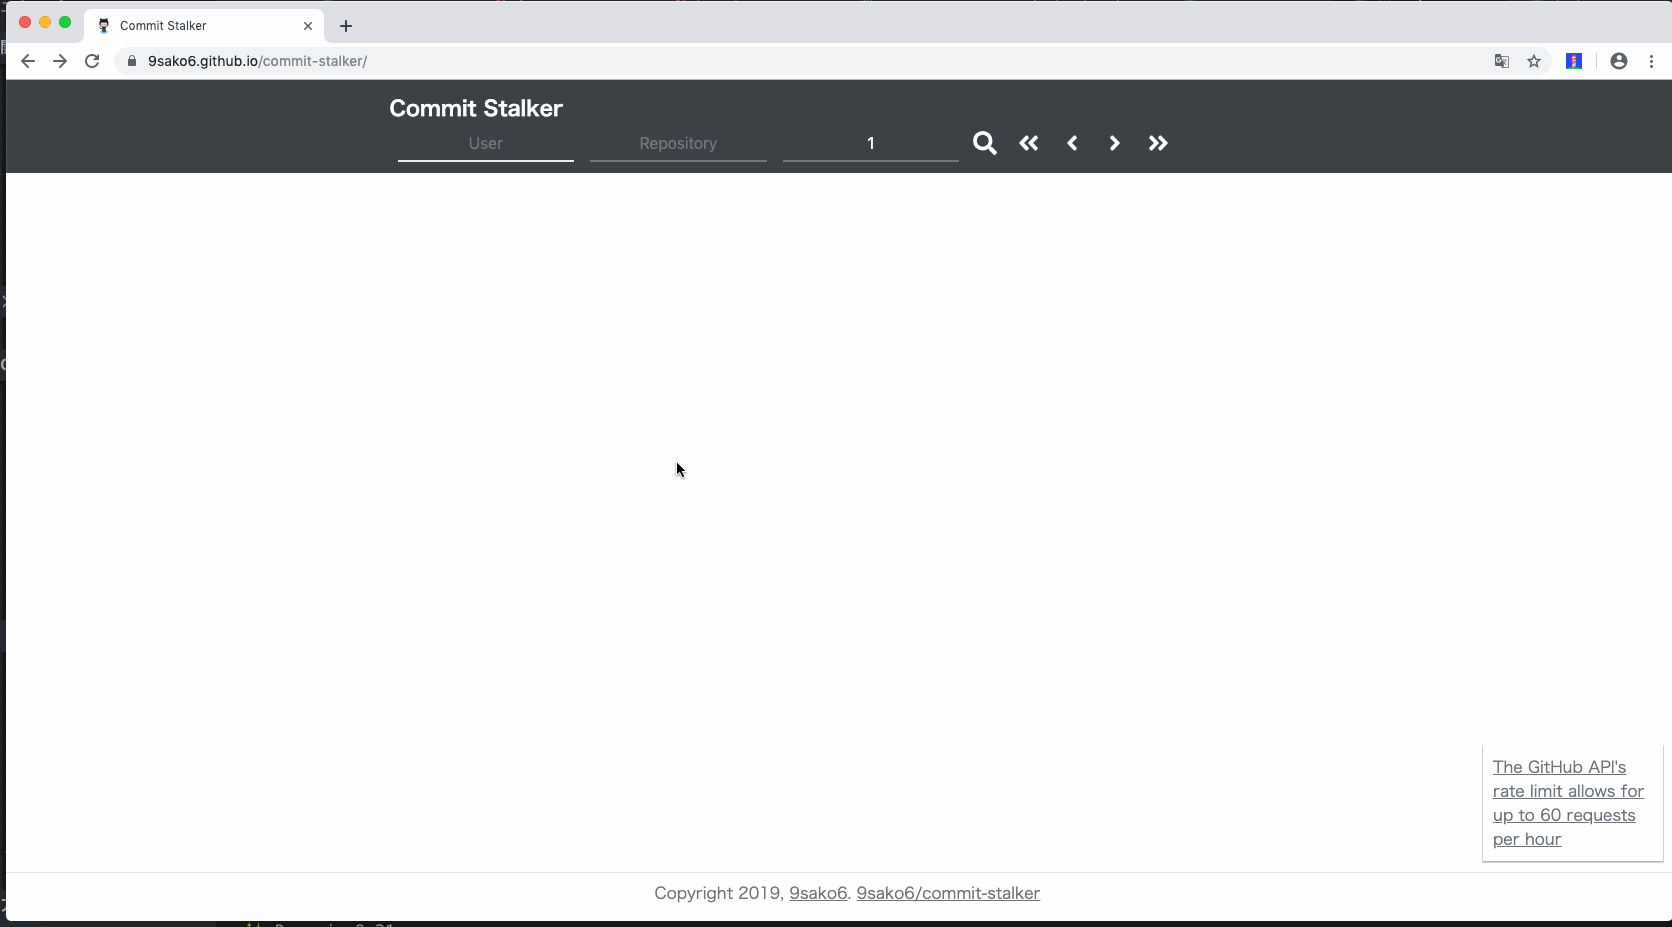 Commit Stalker
9sako6.github.io/commit-stalker/
Commit Stalker
User Repository 1
The GitHub API's
rate limit allows for
up to 60 requests
per hour
Copyright 2019, 9sako6. 9sako6/commit-stalker